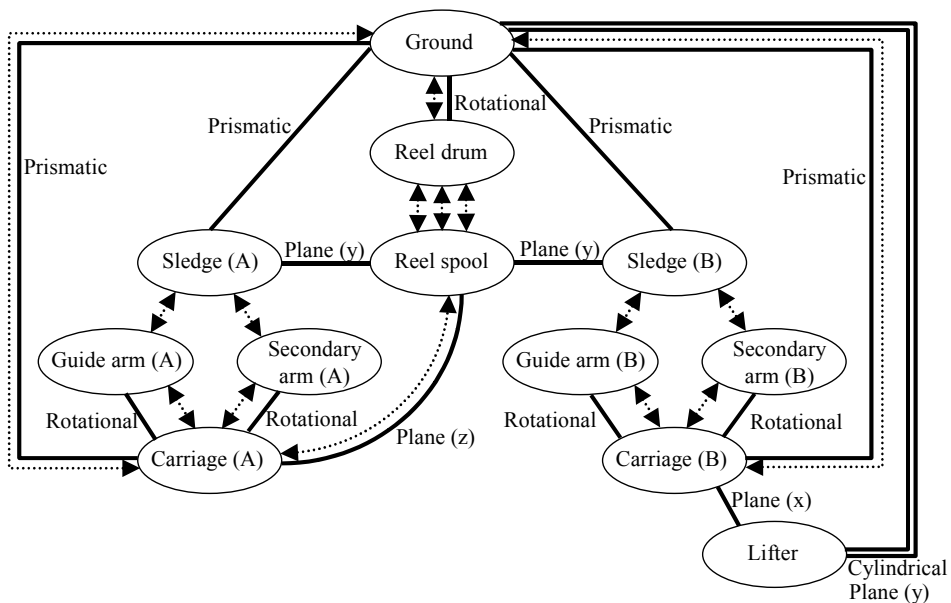 Ground
Rotational
Prismatic
Prismatic
Reel drum
Prismatic
Prismatic
Sledge (A)
Plane (y)
Reel spool
Plane (y)
Sledge (B)
Guide arm (A)
Secondary
arm (A)
Guide arm (B)
Secondary
arm (B)
Rotational
Rotational
Rotational
Rotational
Plane (z)
Carriage (A)
Carriage (B)
Plane (x)
Lifter
Cylindrical
Plane (y)